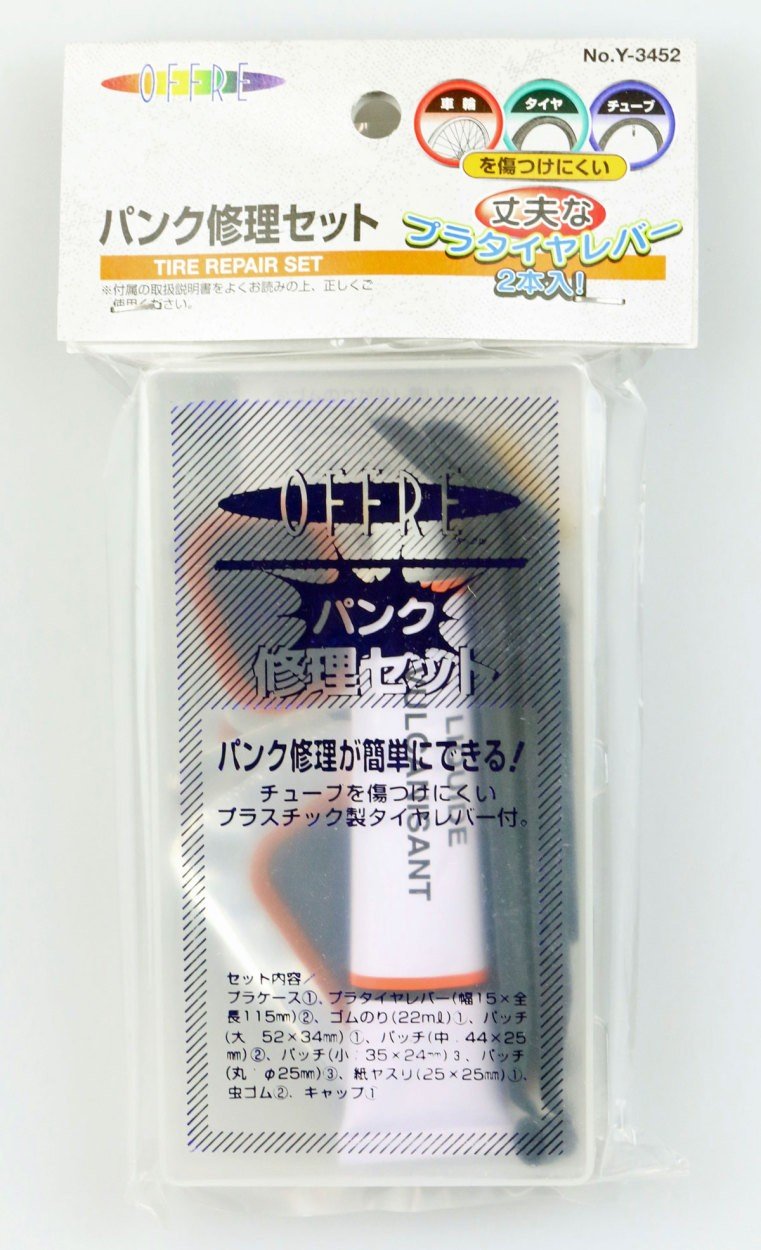 OFFRE
No.Y-3452
車輪 タイヤ チューブ
を傷つけにくい
パンク修理セット
TIRE REPAIR SET
※付属の取扱説明書をよくお読みの上、正しくご
使用ください。
丈夫な
プラタイヤレバー
2本入!
OFFRE
パンク
修理セット
パンク修理が簡単にできる!
チューブを傷つけにくい
プラスチック製タイヤレバー付。
LIQUIDE
VULCANISANT
セット内容/
プラケース①、プラタイヤレバー(幅15×全
長115㎜)②、ゴムのり(22㎖)①、パッチ
(大 52×34㎜)①、パッチ(中:44×25
㎜)②、パッチ(小:35×24㎜)3、パッチ
(丸:φ25㎜)③、紙ヤスリ(25×25㎜)①、
虫ゴム②、キャップ①